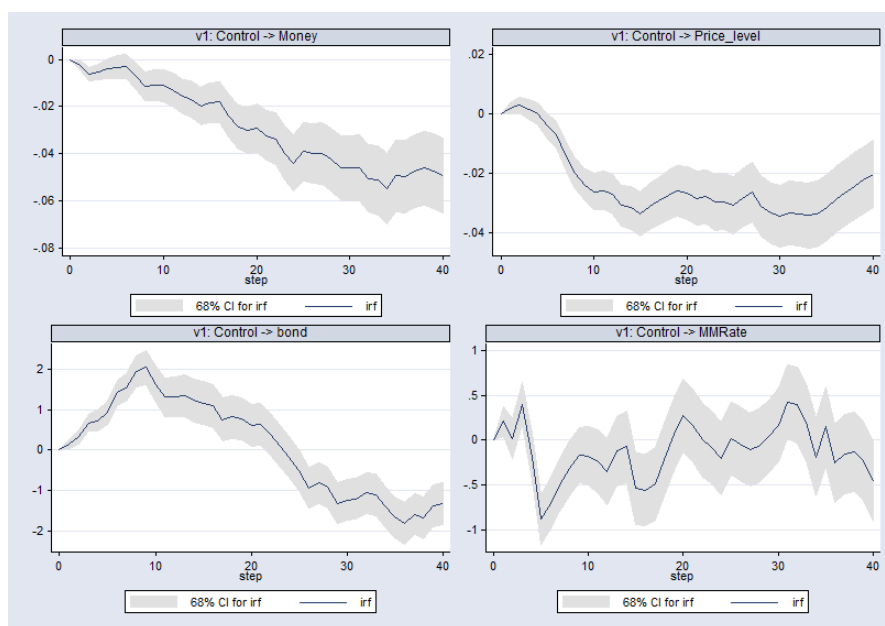 v1: Control -> Money
0
-.02
-.04
-.06
-.08
0 10 20 30 40
step
68% CI for irf irf
v1: Control -> Price_level
.02
0
-.02
-.04
0 10 20 30 40
step
68% CI for irf irf
v1: Control -> bond
2
1
0
-1
-2
0 10 20 30 40
step
68% CI for irf irf
v1: Control -> MMRate
1
.5
0
-.5
-1
0 10 20 30 40
step
68% CI for irf irf